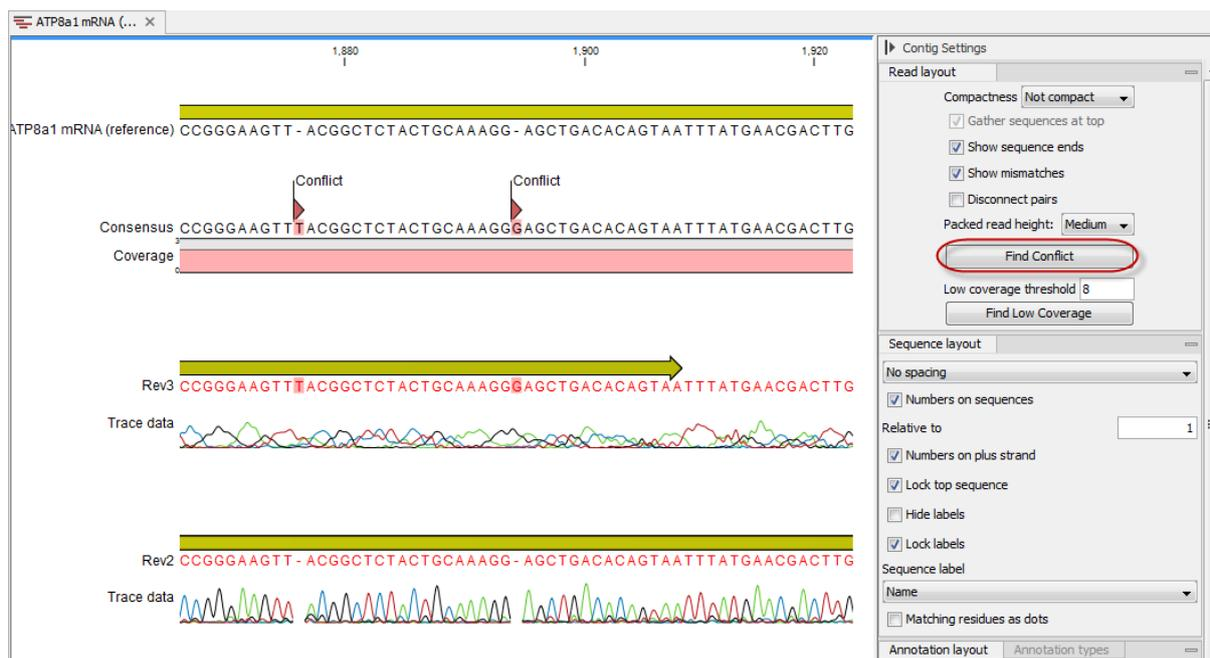 ATP8a1 mRNA (...
1,880 1,900 1,920
ATP8a1 mRNA (reference) CCGGGAAGTT-ACGGCTCTACTGCAAAGG-AGCTGACACAGTAATTTATGAACGACTTG
Conflict Conflict
Consensus CCGGGAAGTTTACGGCTCTACTGCAAAGGGAGCTGACACAGTAATTTATGAACGACTTG
3
Coverage
0
Rev3 CCGGGAAGTTTACGGCTCTACTGCAAAGGGAGCTGACACAGTAATTTATGAACGACTTG
Trace data
Rev2 CCGGGAAGTT-ACGGCTCTACTGCAAAGG-AGCTGACACAGTAATTTATGAACGACTTG
Trace data
Contig Settings
Read layout
Compactness Not compact
Gather sequences at top
Show sequence ends
Show mismatches
Disconnect pairs
Packed read height: Medium
Find Conflict
Low coverage threshold 8
Find Low Coverage
Sequence layout
No spacing
Numbers on sequences
Relative to 1
Numbers on plus strand
Lock top sequence
Hide labels
Lock labels
Sequence label
Name
Matching residues as dots
Annotation layout Annotation types